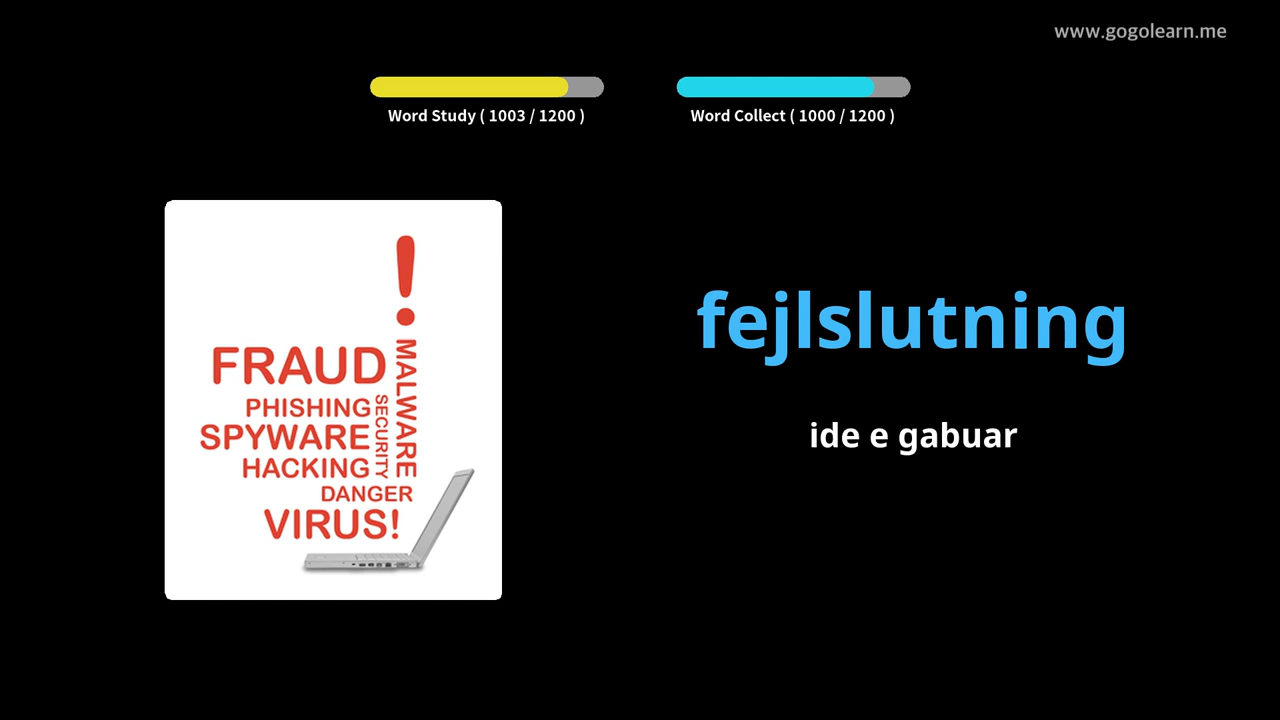 www.gogolearn.me
Word Study ( 1003 / 1200 )
Word Collect ( 1000 / 1200 )
!
FRAUD
MALWARE
PHISHING
SECURITY
SPYWARE
HACKING
DANGER
VIRUS!
fejlslutning
ide e gabuar